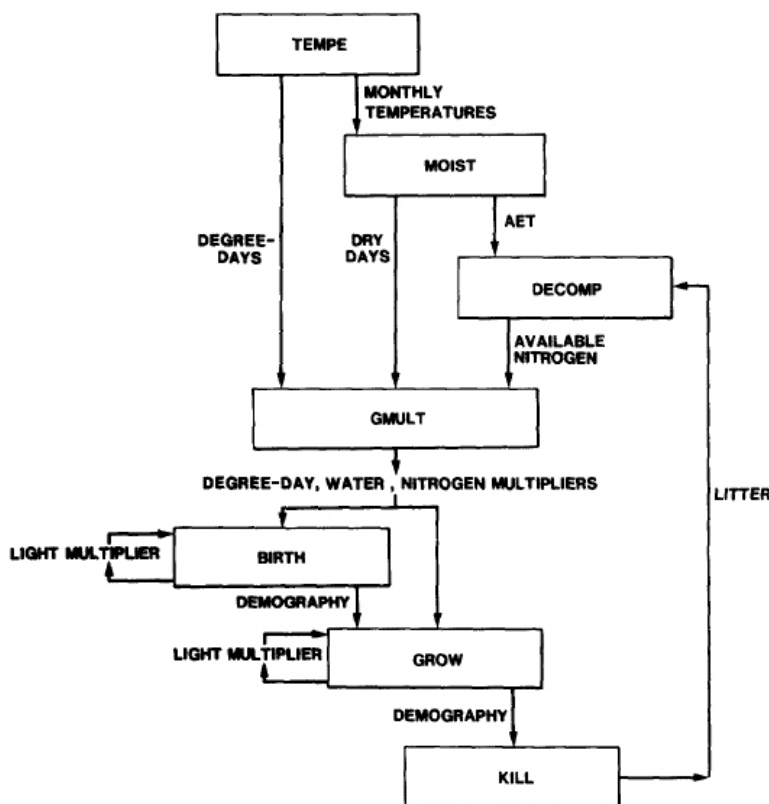 TEMPE
MONTHLY
TEMPERATURES
MOIST
DEGREE-
DAYS
DRY
DAYS
AET
DECOMP
AVAILABLE
NITROGEN
GMULT
DEGREE-DAY, WATER , NITROGEN MULTIPLIERS
LITTER
LIGHT MULTIPLIER
BIRTH
DEMOGRAPHY
LIGHT MULTIPLIER
GROW
DEMOGRAPHY
KILL